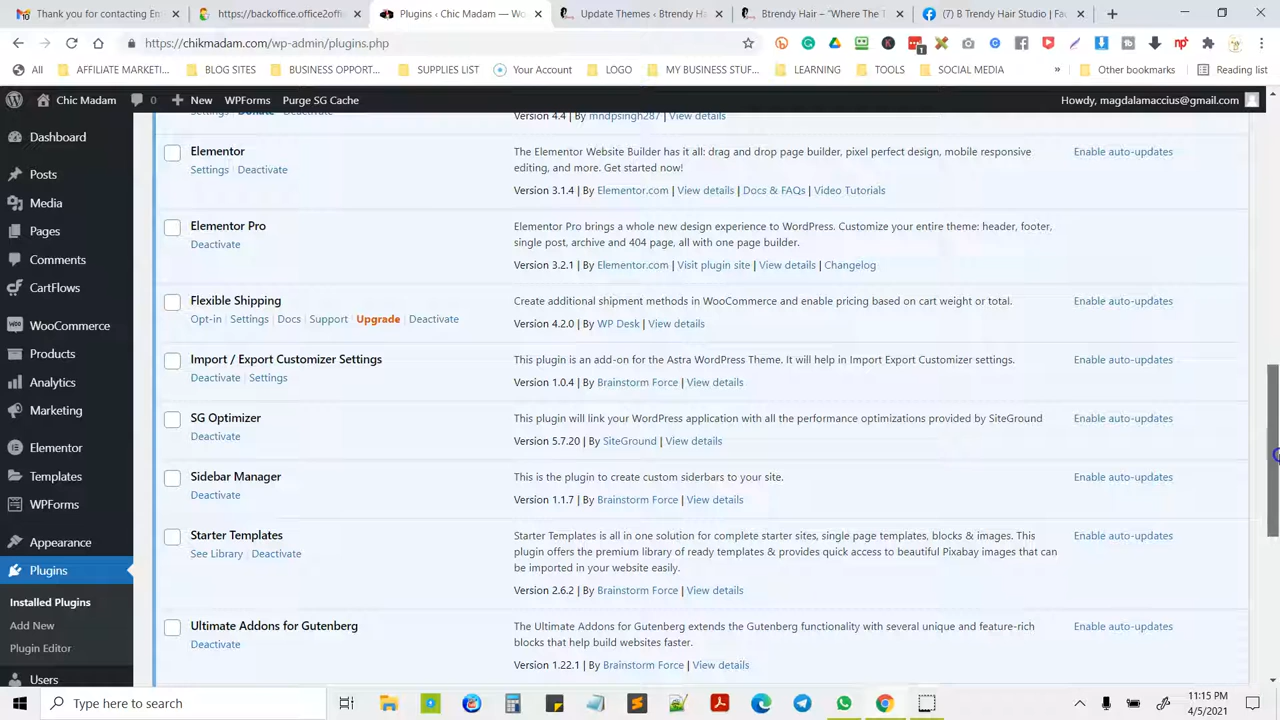 Thank you for contacting En
https://backoffice.office2office.
Plugins ‹ Chic Madam — Wo
Update Themes ‹ Btrendy Hair
Btrendy Hair – "Where The T
(7) B Trendy Hair Studio | Fac
https://chikmadam.com/wp-admin/plugins.php
All
AFFILIATE MARKETI...
BLOG SITES
BUSINESS OPPORT...
SUPPLIES LIST
Your Account
LOGO
MY BUSINESS STUF...
LEARNING
TOOLS
SOCIAL MEDIA
»
Other bookmarks
Reading list
Chic Madam
0
New
WPForms
Purge SG Cache
Howdy, magdalamaccius@gmail.com
Dashboard
Posts
Media
Pages
Comments
CartFlows
WooCommerce
Products
Analytics
Marketing
Elementor
Templates
WPForms
Appearance
Plugins
Installed Plugins
Add New
Plugin Editor
Users
Settings | Donate | Deactivate
Version 4.4 | By mndpsingh287 | View details
Elementor
Settings | Deactivate
The Elementor Website Builder has it all: drag and drop page builder, pixel perfect design, mobile responsive
editing, and more. Get started now!
Version 3.1.4 | By Elementor.com | View details | Docs & FAQs | Video Tutorials
Enable auto-updates
Elementor Pro
Deactivate
Elementor Pro brings a whole new design experience to WordPress. Customize your entire theme: header, footer,
single post, archive and 404 page, all with one page builder.
Version 3.2.1 | By Elementor.com | Visit plugin site | View details | Changelog
Flexible Shipping
Opt-in | Settings | Docs | Support | Upgrade | Deactivate
Create additional shipment methods in WooCommerce and enable pricing based on cart weight or total.
Version 4.2.0 | By WP Desk | View details
Enable auto-updates
Import / Export Customizer Settings
Deactivate | Settings
This plugin is an add-on for the Astra WordPress Theme. It will help in Import Export Customizer settings.
Version 1.0.4 | By Brainstorm Force | View details
Enable auto-updates
SG Optimizer
Deactivate
This plugin will link your WordPress application with all the performance optimizations provided by SiteGround
Version 5.7.20 | By SiteGround | View details
Enable auto-updates
Sidebar Manager
Deactivate
This is the plugin to create custom siderbars to your site.
Version 1.1.7 | By Brainstorm Force | View details
Enable auto-updates
Starter Templates
See Library | Deactivate
Starter Templates is all in one solution for complete starter sites, single page templates, blocks & images. This
plugin offers the premium library of ready templates & provides quick access to beautiful Pixabay images that can
be imported in your website easily.
Version 2.6.2 | By Brainstorm Force | View details
Enable auto-updates
Ultimate Addons for Gutenberg
Deactivate
The Ultimate Addons for Gutenberg extends the Gutenberg functionality with several unique and feature-rich
blocks that help build websites faster.
Version 1.22.1 | By Brainstorm Force | View details
Enable auto-updates
Type here to search
11:15 PM
4/5/2021